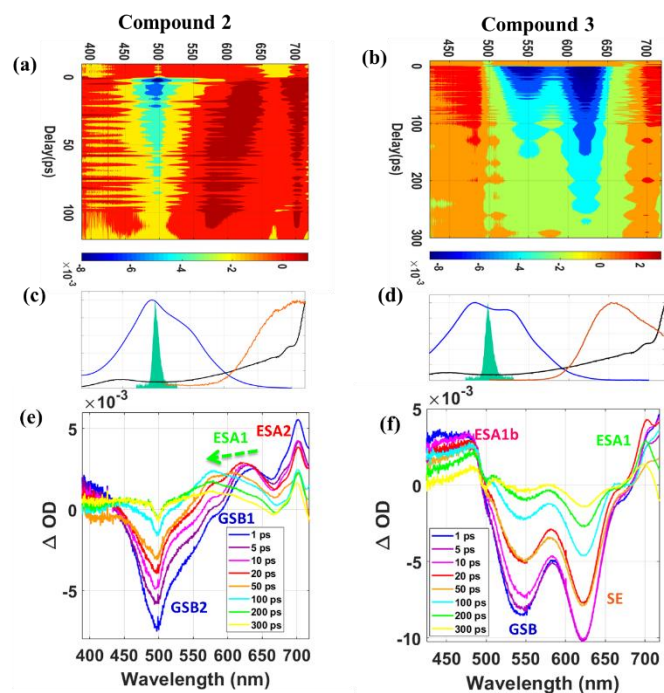 Compound 2
Compound 3
(a)
400 450 500 550 600 650 700
0
50
100
Delay(ps)
-8 -6 -4 -2 0
×10⁻³
(b)
450 500 550 600 650 700
0
100
200
300
Delay(ps)
-8 -6 -4 -2 0 2
×10⁻³
(c)
(d)
(e)
×10⁻³
5
0
-5
Δ OD
ESA1
ESA2
GSB1
GSB2
1 ps
5 ps
10 ps
20 ps
50 ps
100 ps
200 ps
300 ps
400 450 500 550 600 650 700
Wavelength (nm)
(f)
×10⁻³
5
0
-5
-10
Δ OD
ESA1b
ESA1
SE
GSB
1 ps
5 ps
10 ps
20 ps
50 ps
100 ps
200 ps
300 ps
450 500 550 600 650 700
Wavelength (nm)